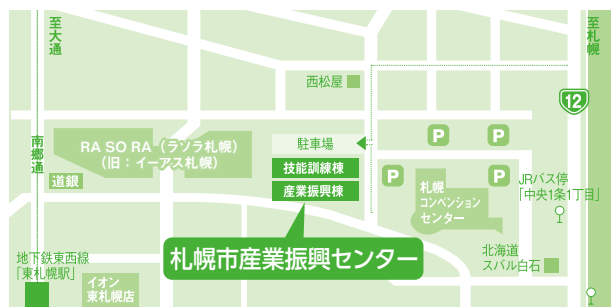 至大通
至札幌
西松屋
12
南郷通
RA SO RA（ラソラ札幌）
（旧：イーアス札幌）
駐車場
P
P
技能訓練棟
産業振興棟
P
P
道銀
札幌
コンベンション
センター
JRバス停
「中央1条1丁目」
札幌市産業振興センター
地下鉄東西線
「東札幌駅」
イオン
東札幌店
北海道
スバル白石